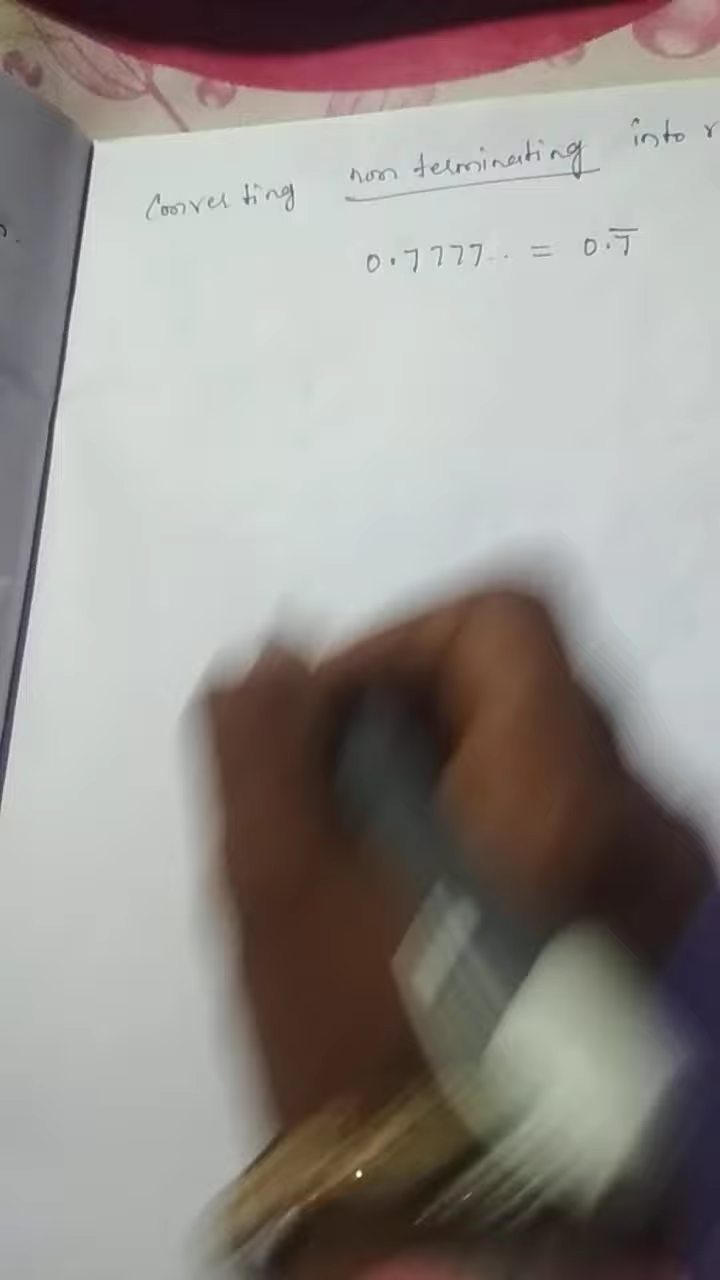 Converting non terminating into r
0.7777.. = 0.7̅